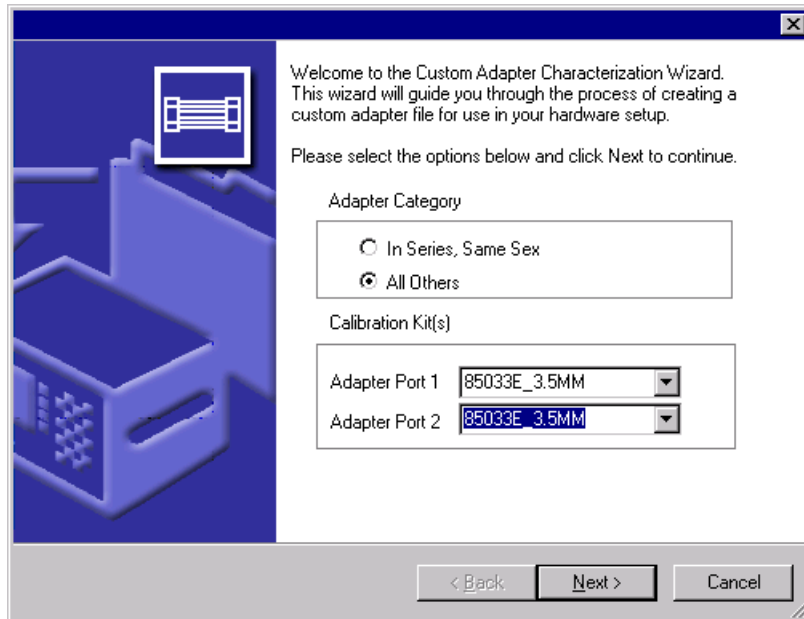 Welcome to the Custom Adapter Characterization Wizard.
This wizard will guide you through the process of creating a
custom adapter file for use in your hardware setup.
Please select the options below and click Next to continue.
Adapter Category
In Series, Same Sex
All Others
Calibration Kit(s)
Adapter Port 1 85033E_3.5MM
Adapter Port 2 85033E_3.5MM
< Back Next > Cancel